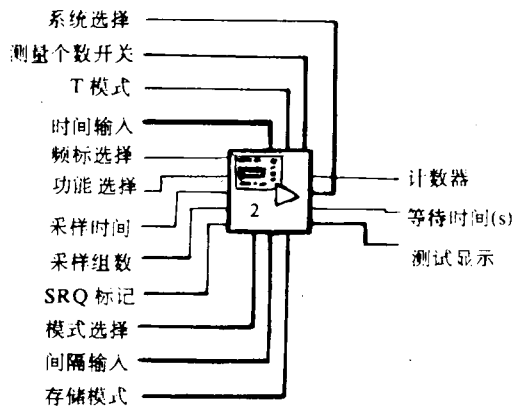 系统选择
测量个数开关
T 模式
时间输入
频标选择
功能选择
采样时间
采样组数
SRQ 标记
模式选择
间隔输入
存储模式
2
计数器
等待时间(s)
测试显示